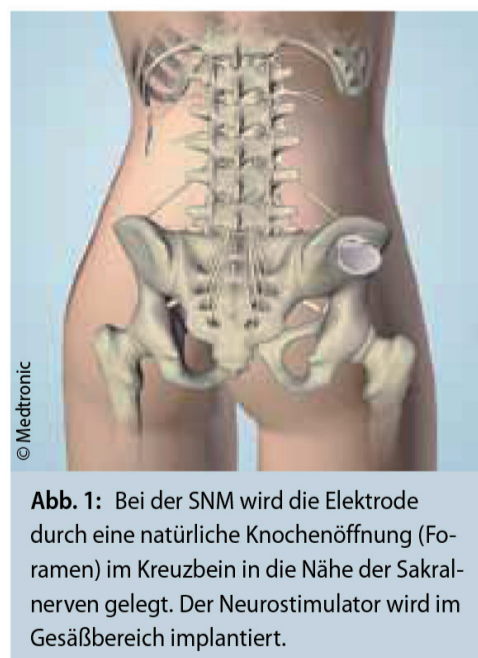 © Medtronic
Abb. 1: Bei der SNM wird die Elektrode
durch eine natürliche Knochenöffnung (Fo-
ramen) im Kreuzbein in die Nähe der Sakral-
nerven gelegt. Der Neurostimulator wird im
Gesäßbereich implantiert.